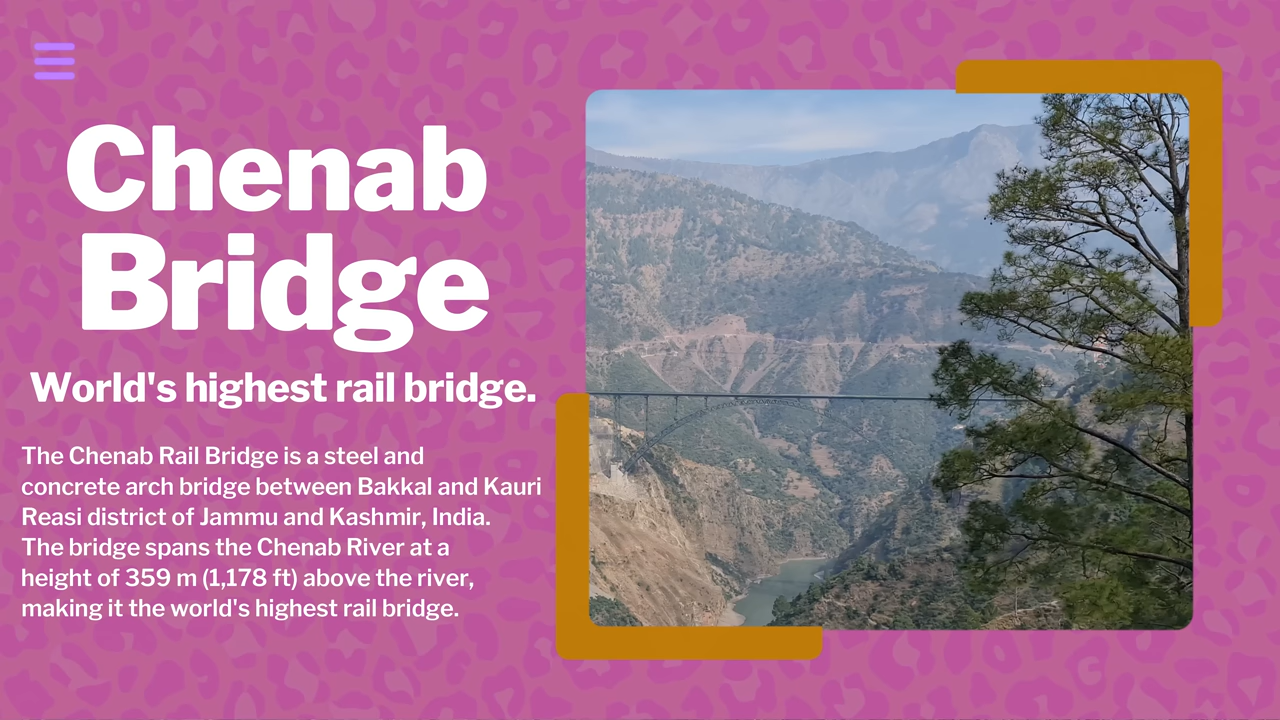 Chenab
Bridge
World's highest rail bridge.
The Chenab Rail Bridge is a steel and
concrete arch bridge between Bakkal and Kauri
Reasi district of Jammu and Kashmir, India.
The bridge spans the Chenab River at a
height of 359 m (1,178 ft) above the river,
making it the world's highest rail bridge.